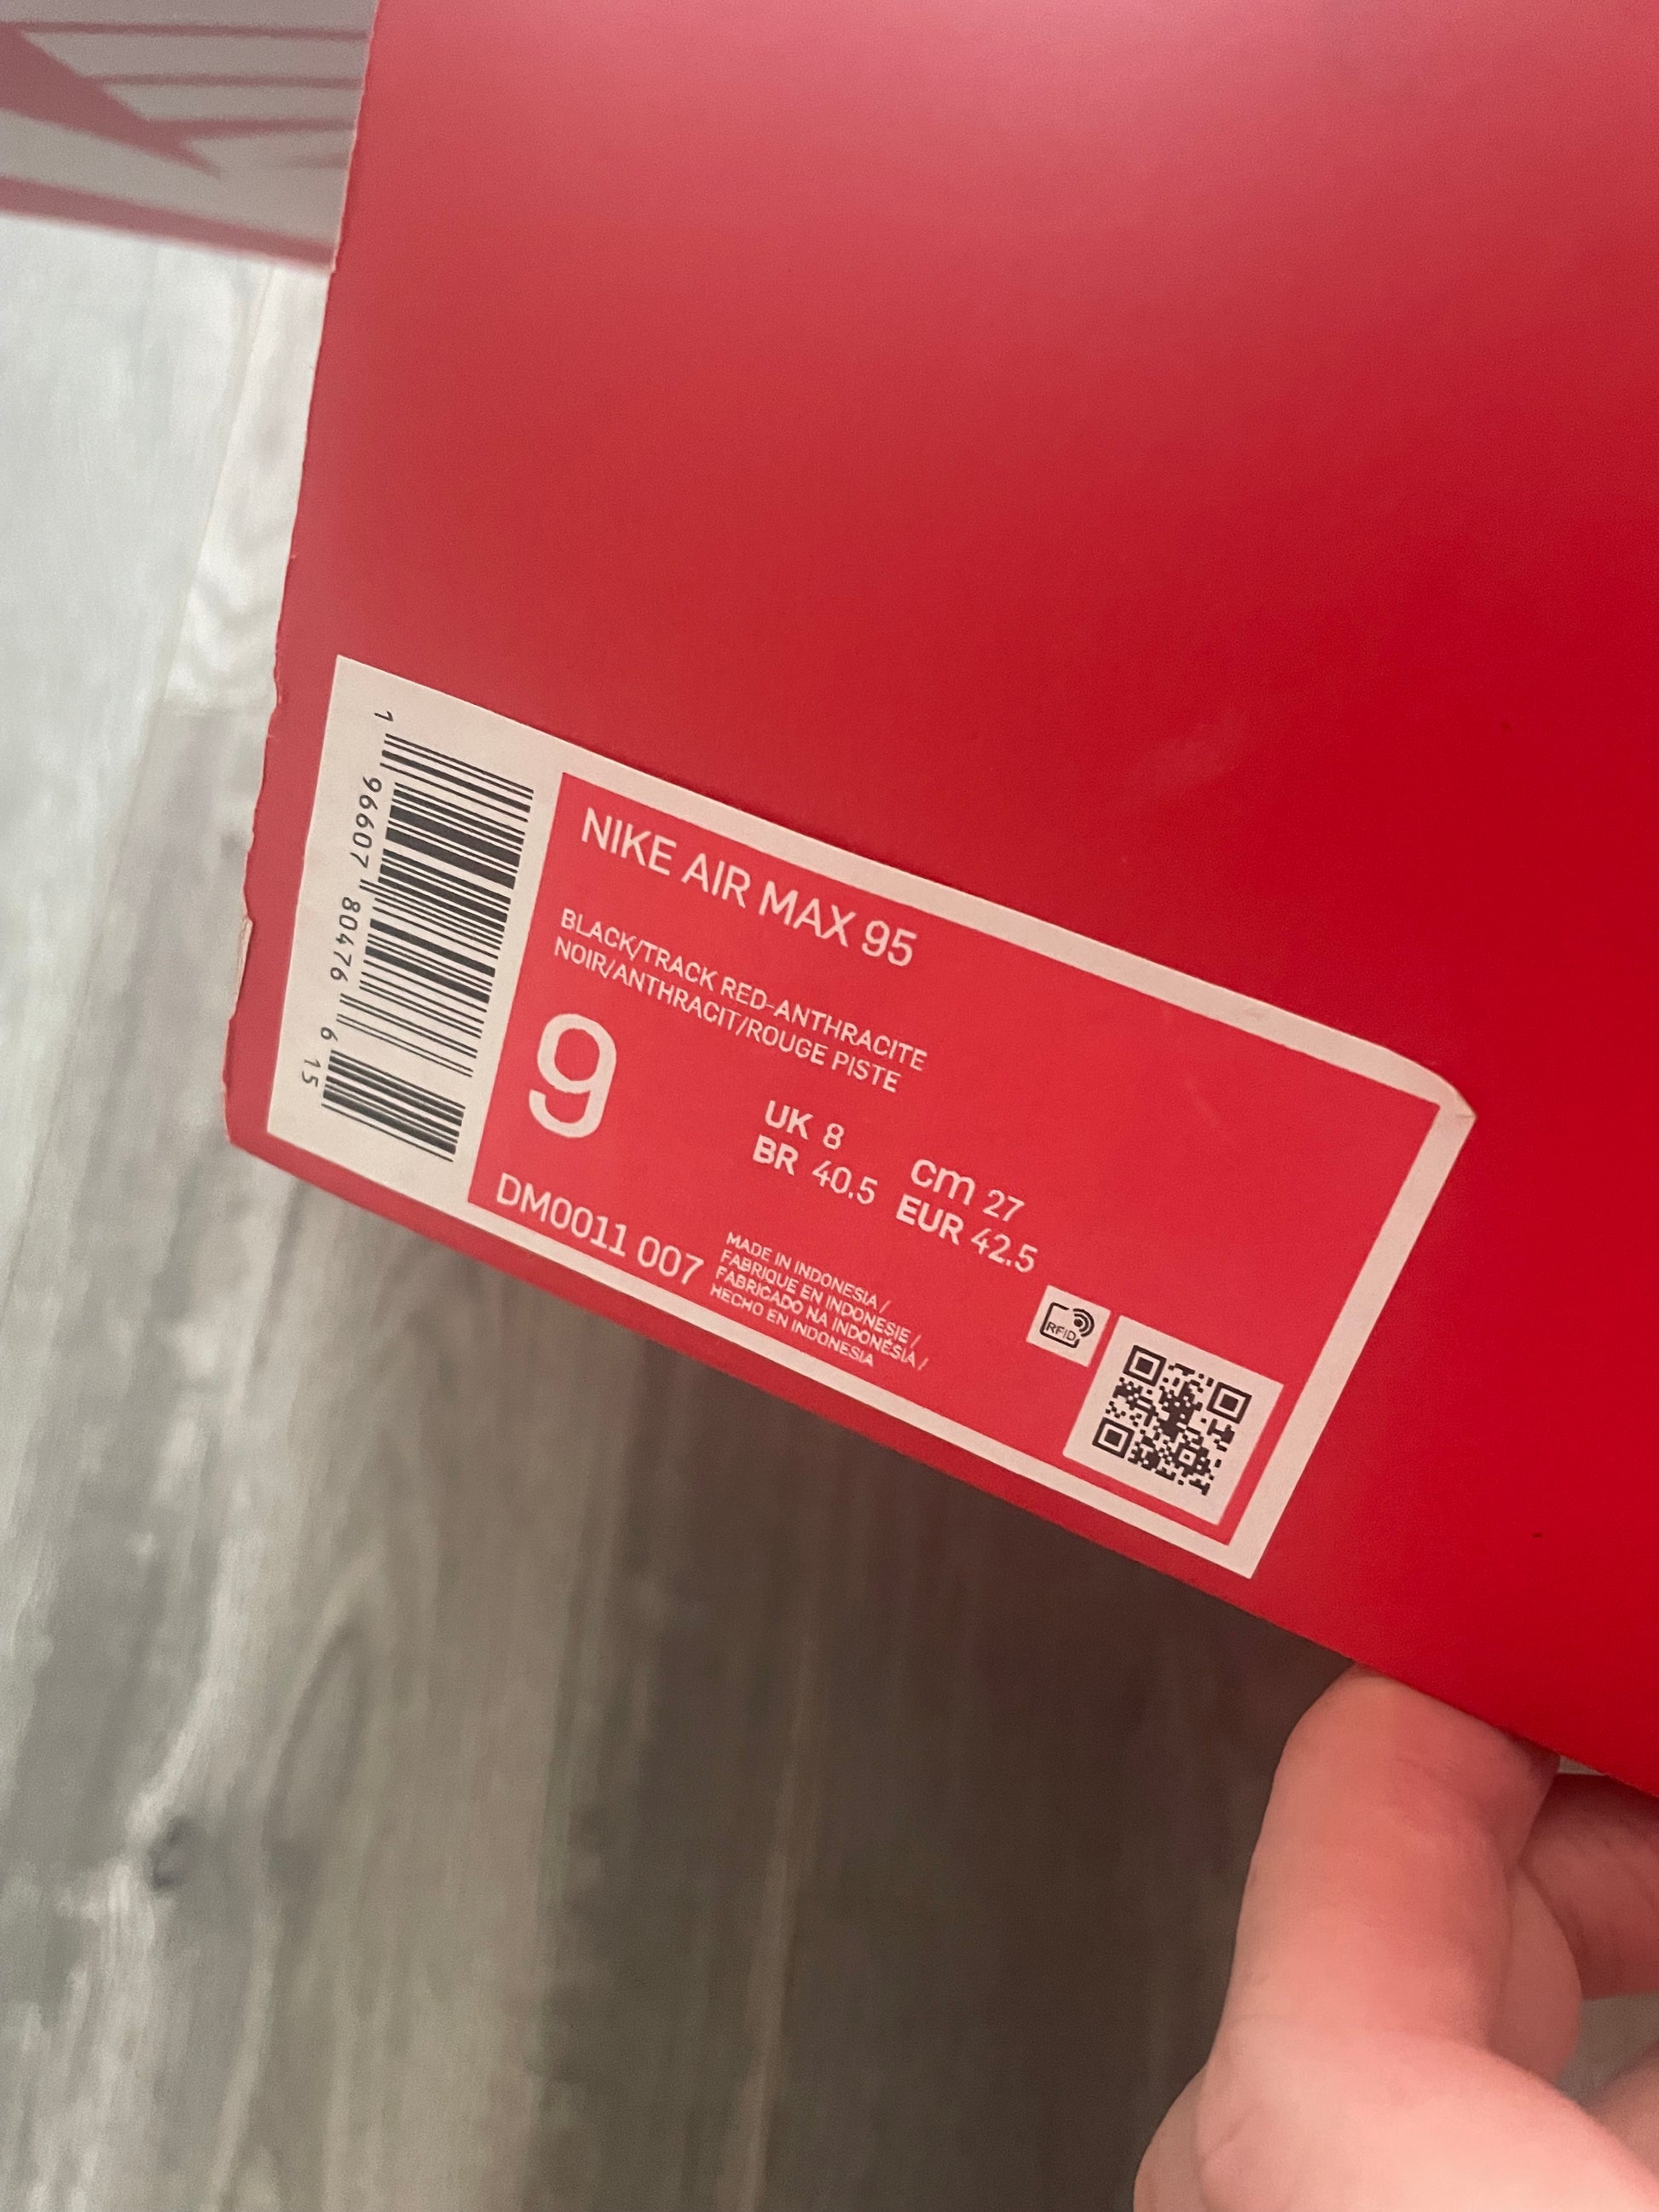 NIKE AIR MAX 95
BLACK/TRACK RED-ANTHRACITE
NOIR/ANTHRACIT/ROUGE PISTE
9
UK 8
cm 27
BR 40.5
EUR 42.5
DM0011 007
MADE IN INDONESIA /
FABRIQUE EN INDONESIE /
FABRICADO NA INDONÉSIA /
HECHO EN INDONESIA
RFID
1 96607 80476 6 15